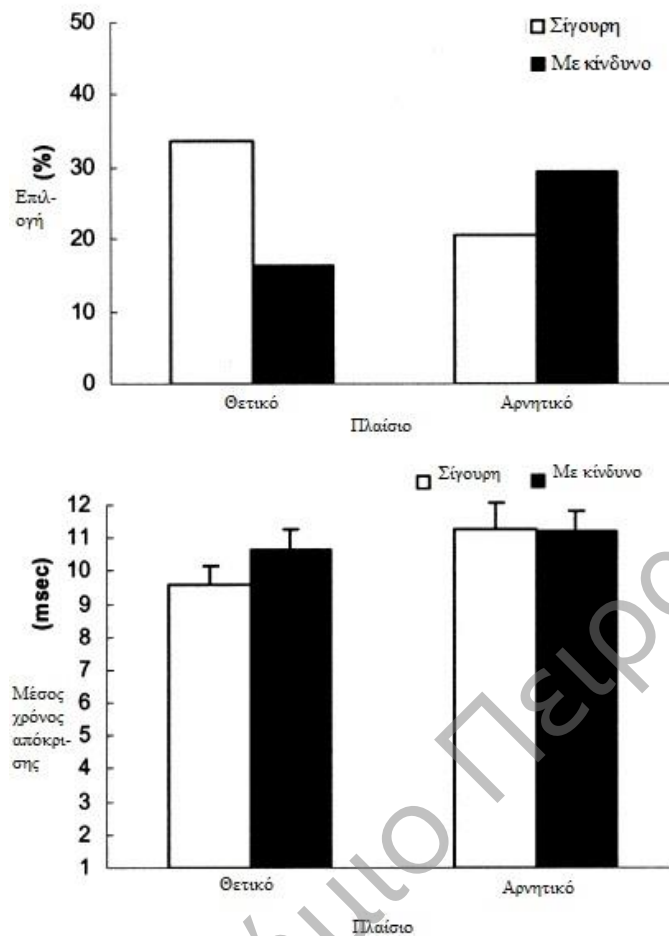 50
Σίγουρη
Με κίνδυνο
40
(%)
30
Επιλ-
ογή
20
10
0
Θετικό
Αρνητικό
Πλαίσιο
Σίγουρη
Με κίνδυνο
12
11
(msec)
10
9
8
7
Μέσος
χρόνος
απόκρι-
σης
6
5
4
3
2
1
Θετικό
Αρνητικό
Πλαίσιο